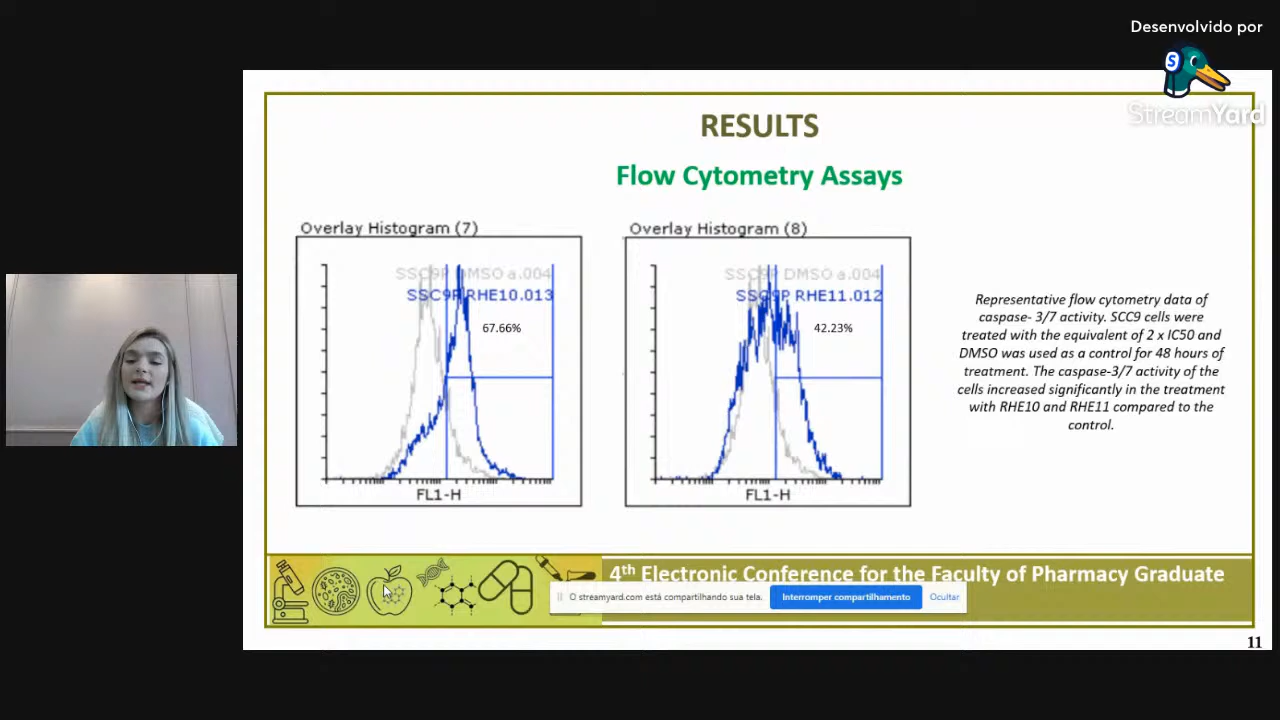 Desenvolvido por
StreamYard
RESULTS
Flow Cytometry Assays
Overlay Histogram (7)
SSC9P DMSO a.004
SSC9P RHE10.013
67.66%
FL1-H
Overlay Histogram (8)
SSC9P DMSO a.004
SSC9P RHE11.012
42.23%
FL1-H
Representative flow cytometry data of
caspase- 3/7 activity. SCC9 cells were
treated with the equivalent of 2 x IC50 and
DMSO was used as a control for 48 hours of
treatment. The caspase-3/7 activity of the
cells increased significantly in the treatment
with RHE10 and RHE11 compared to the
control.
4th Electronic Conference for the Faculty of Pharmacy Graduate
O streamyard.com está compartilhando sua tela.
Interromper compartilhamento
Ocultar
11